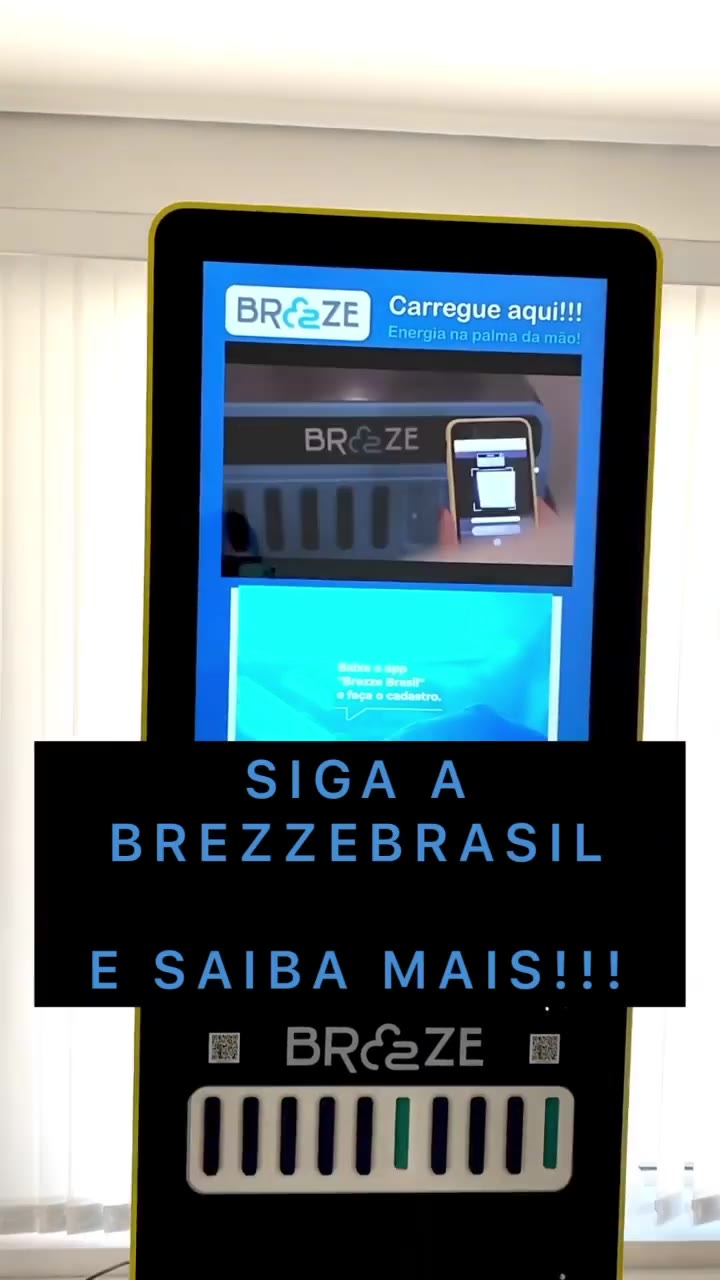 BREZZE
Carregue aqui!!!
Energia na palma da mão!
BREZZE
Baixe o app
"Brezze Brasil"
e faça o cadastro.
SIGA A
BREZZEBRASIL
E SAIBA MAIS!!!
BREZZE